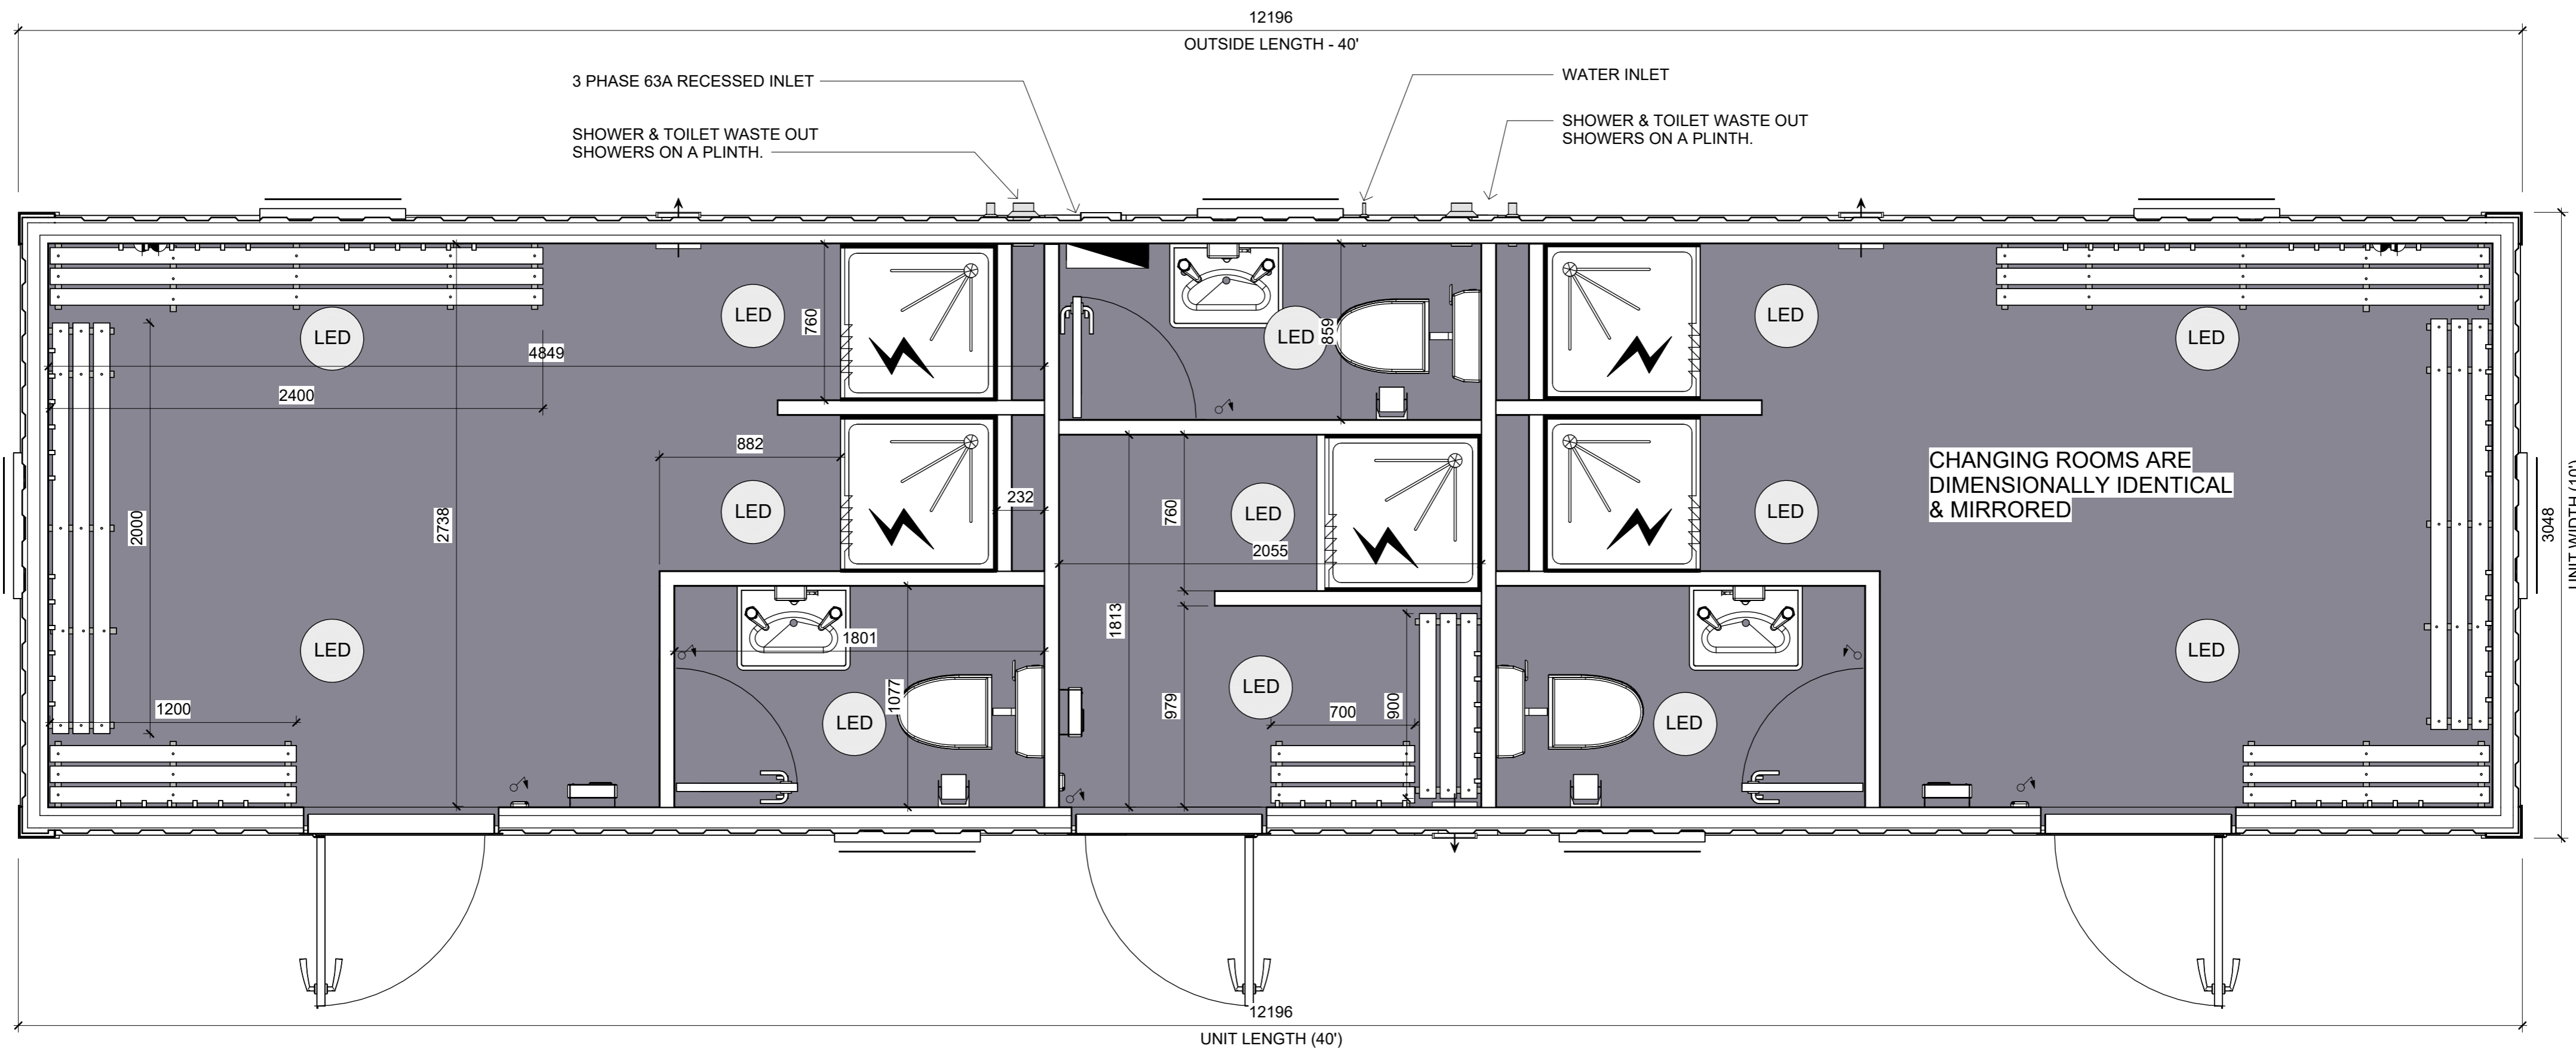 12196
OUTSIDE LENGTH - 40'
3 PHASE 63A RECESSED INLET
WATER INLET
SHOWER & TOILET WASTE OUT
SHOWERS ON A PLINTH.
SHOWER & TOILET WASTE OUT
SHOWERS ON A PLINTH.
LED
LED
760
4849
2400
LED
859
LED
LED
882
232
LED
2000
2738
LED
760
2055
LED
CHANGING ROOMS ARE
DIMENSIONALLY IDENTICAL
& MIRRORED
3048
UNIT WIDTH (10')
LED
1801
1077
LED
1813
979
LED
700
900
LED
LED
1200
12196
UNIT LENGTH (40')